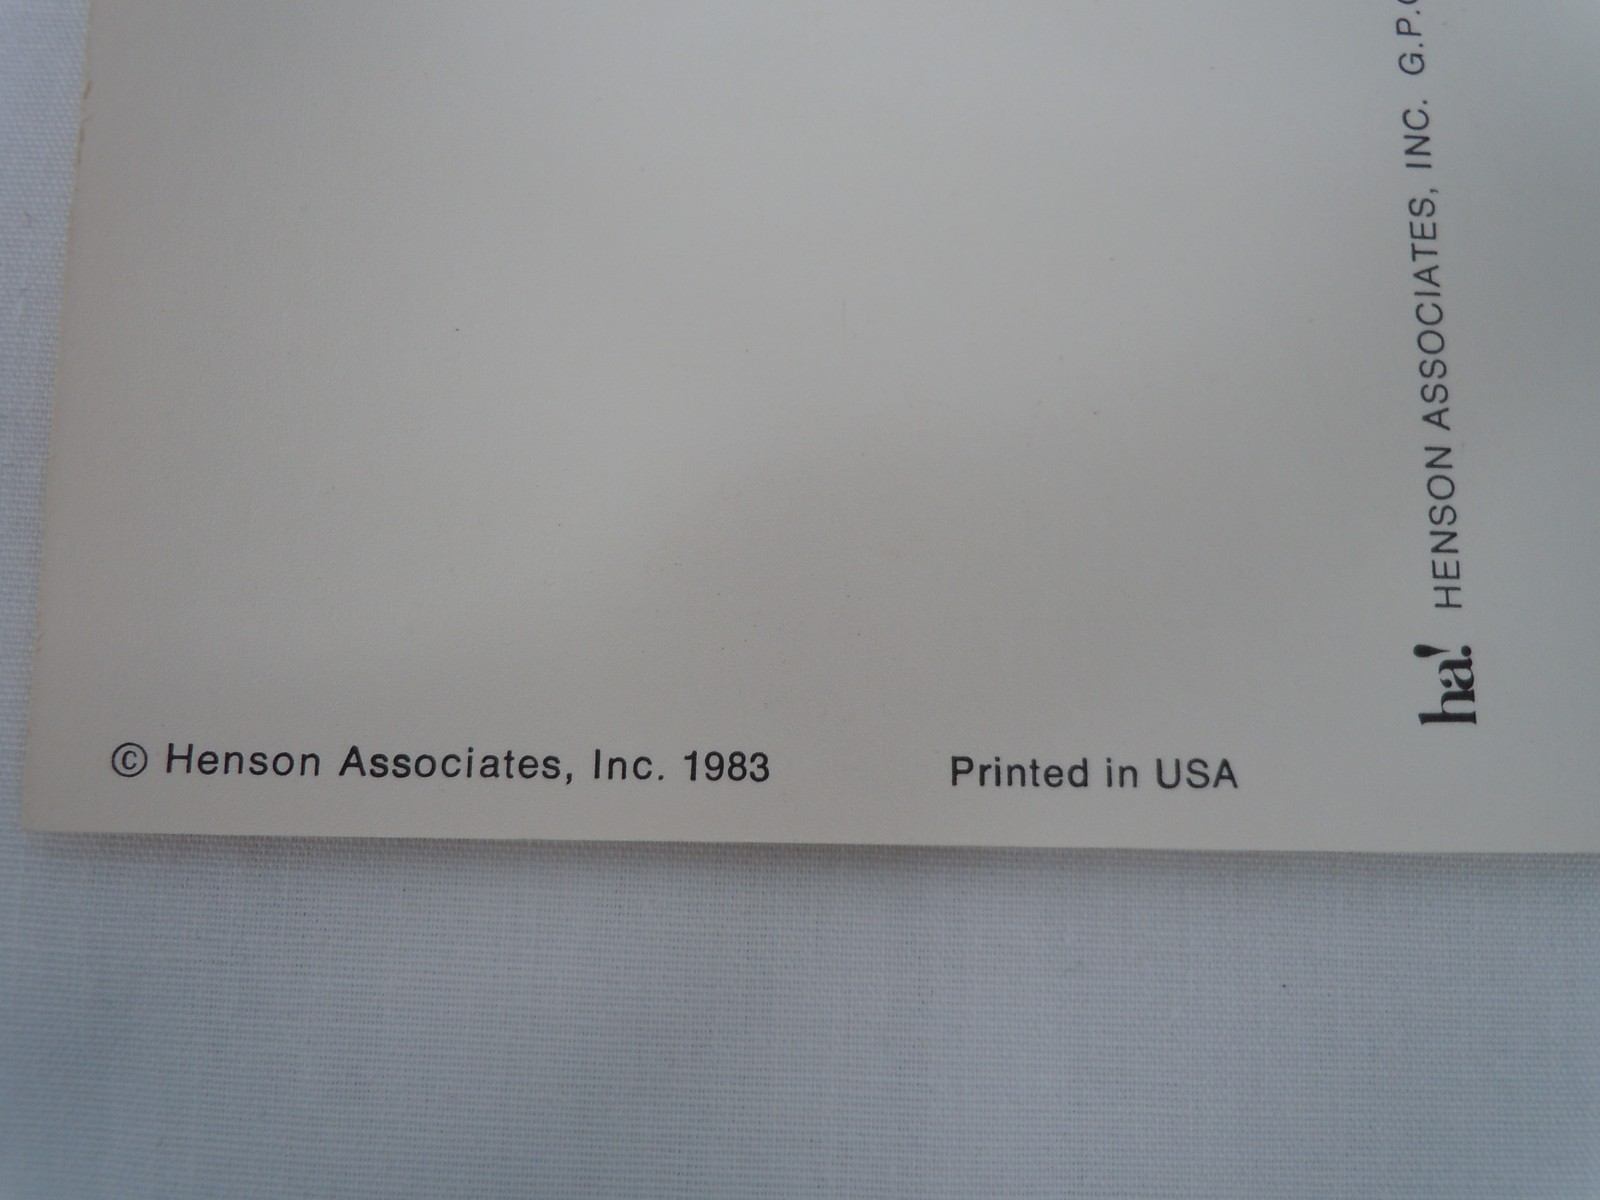 © Henson Associates, Inc. 1983
Printed in USA
ha! HENSON ASSOCIATES, INC. G.P.